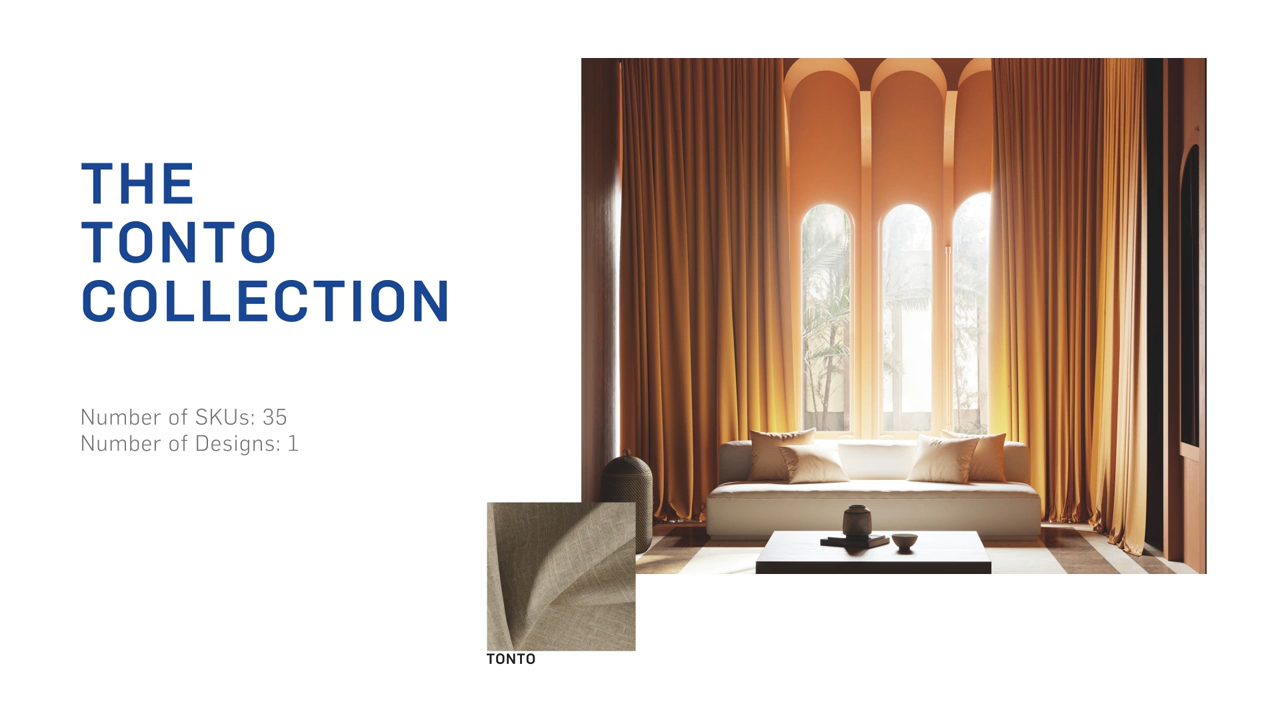 THE
TONTO
COLLECTION
Number of SKUs: 35
Number of Designs: 1
TONTO